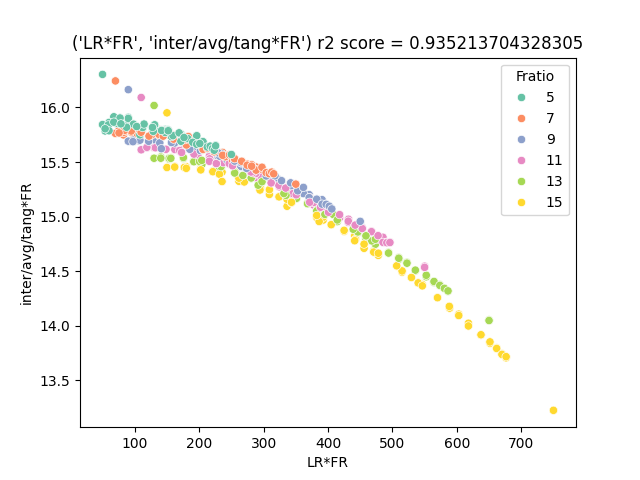 ('LR*FR', 'inter/avg/tang*FR') r2 score = 0.935213704328305
Fratio
5
7
9
11
13
15
16.0
15.5
15.0
14.5
14.0
13.5
inter/avg/tang*FR
100 200 300 400 500 600 700
LR*FR